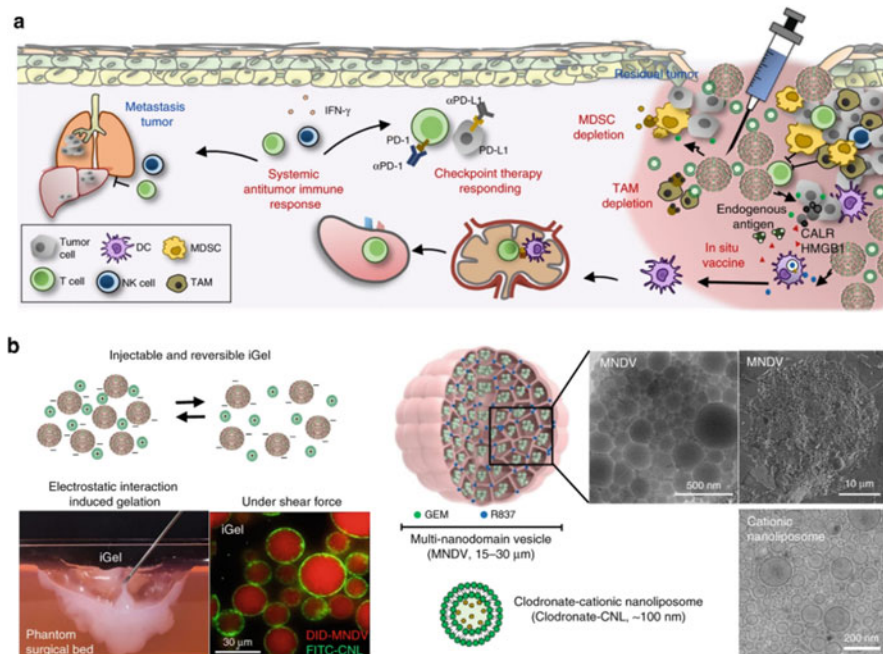 a
Residual tumor
αPD-L1
Metastasis
tumor
IFN-γ
MDSC
depletion
PD-1
PD-L1
αPD-1
Systemic
antitumor immune
response
Checkpoint therapy
responding
TAM
depletion
Endogenous
antigen
CALR
HMGB1
In situ
vaccine
Tumor
cell
DC
MDSC
T cell
NK cell
TAM
b
Injectable and reversible iGel
Electrostatic interaction
induced gelation
Under shear force
iGel
Phantom
surgical bed
iGel
DID-MNDV
FITC-CNL
30 μm
GEM
R837
Multi-nanodomain vesicle
(MNDV, 15–30 μm)
Clodronate-cationic nanoliposome
(Clodronate-CNL, ~100 nm)
MNDV
500 nm
MNDV
10 μm
Cationic
nanoliposome
200 nm